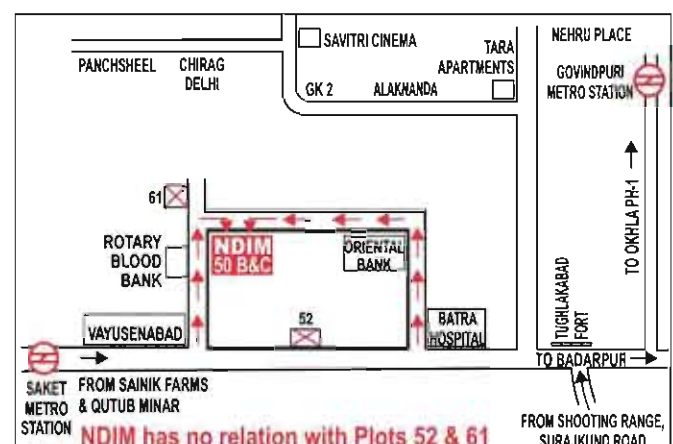 SAVITRI CINEMA
NEHRU PLACE
PANCHSHEEL
CHIRAG
DELHI
TARA
APARTMENTS
GK 2
ALAKNANDA
GOVINDPURI
METRO STATION
TO OKHLA PH-1
61
ROTARY
BLOOD
BANK
NDIM
50 B&C
ORIENTAL
BANK
VAYUSENABAD
52
BATRA
HOSPITAL
TUGHLAKABAD
FORT
TO BADARPUR
SAKET
METRO
STATION
FROM SAINIK FARMS
& QUTUB MINAR
NDIM has no relation with Plots 52 & 61
FROM SHOOTING RANGE,
SURAJKUND ROAD